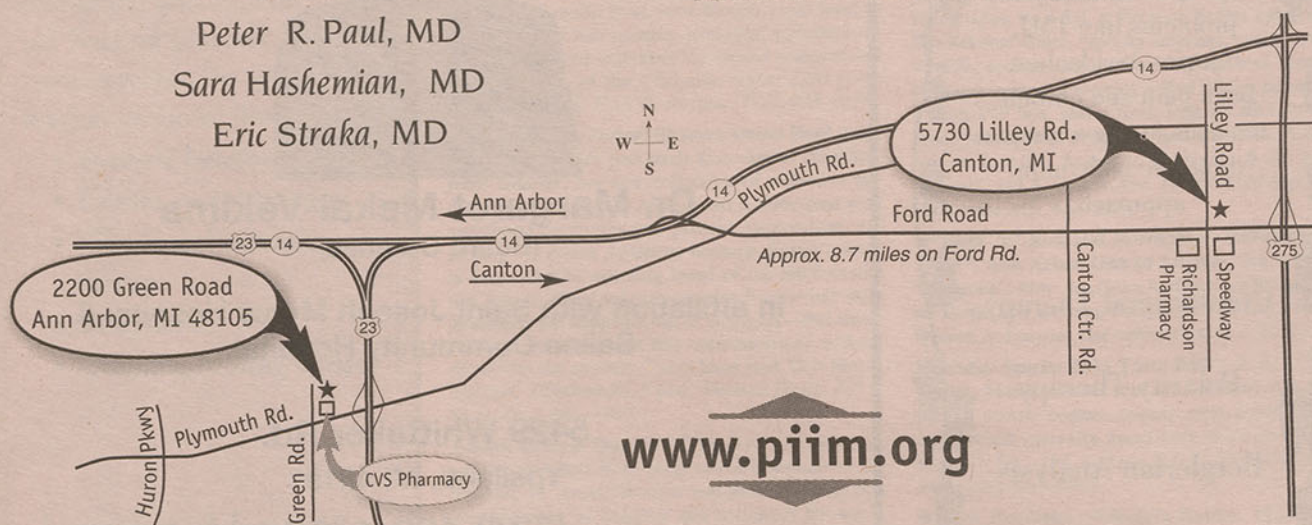 Peter R. Paul, MD
Sara Hashemian, MD
Eric Straka, MD
N
W E
S
14
5730 Lilley Rd.
Canton, MI
Lilley Road
Plymouth Rd.
14
Ann Arbor
Ford Road
23 14
14
Approx. 8.7 miles on Ford Rd.
275
Canton
2200 Green Road
Ann Arbor, MI 48105
23
Canton Ctr. Rd.
Richardson
Pharmacy
Speedway
Huron Pkwy
Plymouth Rd.
Green Rd.
CVS Pharmacy
www.piim.org